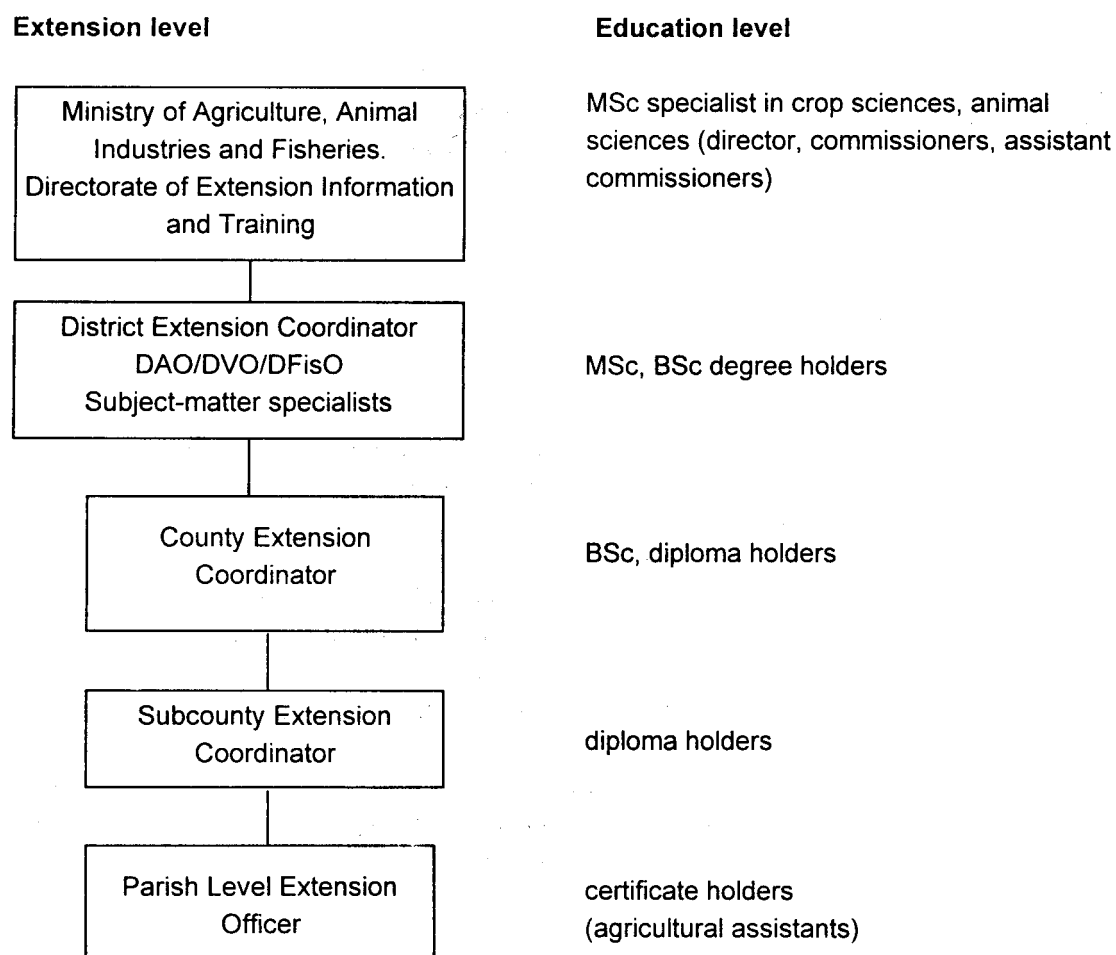 Extension level
Education level
Ministry of Agriculture, Animal
Industries and Fisheries.
Directorate of Extension Information
and Training
MSc specialist in crop sciences, animal
sciences (director, commissioners, assistant
commissioners)
District Extension Coordinator
DAO/DVO/DFisO
Subject-matter specialists
MSc, BSc degree holders
County Extension
Coordinator
BSc, diploma holders
Subcounty Extension
Coordinator
diploma holders
Parish Level Extension
Officer
certificate holders
(agricultural assistants)